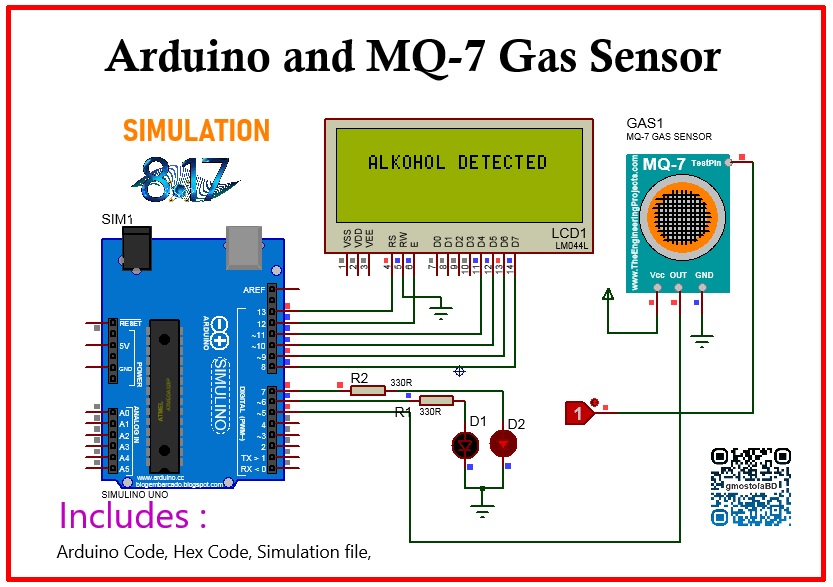 Arduino and MQ-7 Gas Sensor
SIMULATION
8.17
GAS1
MQ-7 GAS SENSOR
MQ-7
TestPin
www.TheEngineeringProjects.com
Vcc OUT GND
ALKOHOL DETECTED
LCD1
LM044L
VSS
VDD
VEE
RS
RW
E
D0
D1
D2
D3
D4
D5
D6
D7
1
2
3
4
5
6
7
8
9
10
11
12
13
14
SIM1
AREF
13
12
~11
~10
~9
8
7
~6
~5
4
~3
2
TX > 1
RX < 0
RESET
5V
GND
POWER
A0
A1
A2
A3
A4
A5
ANALOG IN
ARDUINO
SIMULINO
DIGITAL (PWM~)
ATMEL
www.arduino.cc
blogembarcado.blogspot.com
SIMULINO UNO
R2
330R
R1
330R
D1
D2
1
gmostofaBD
Includes :
Arduino Code, Hex Code, Simulation file,